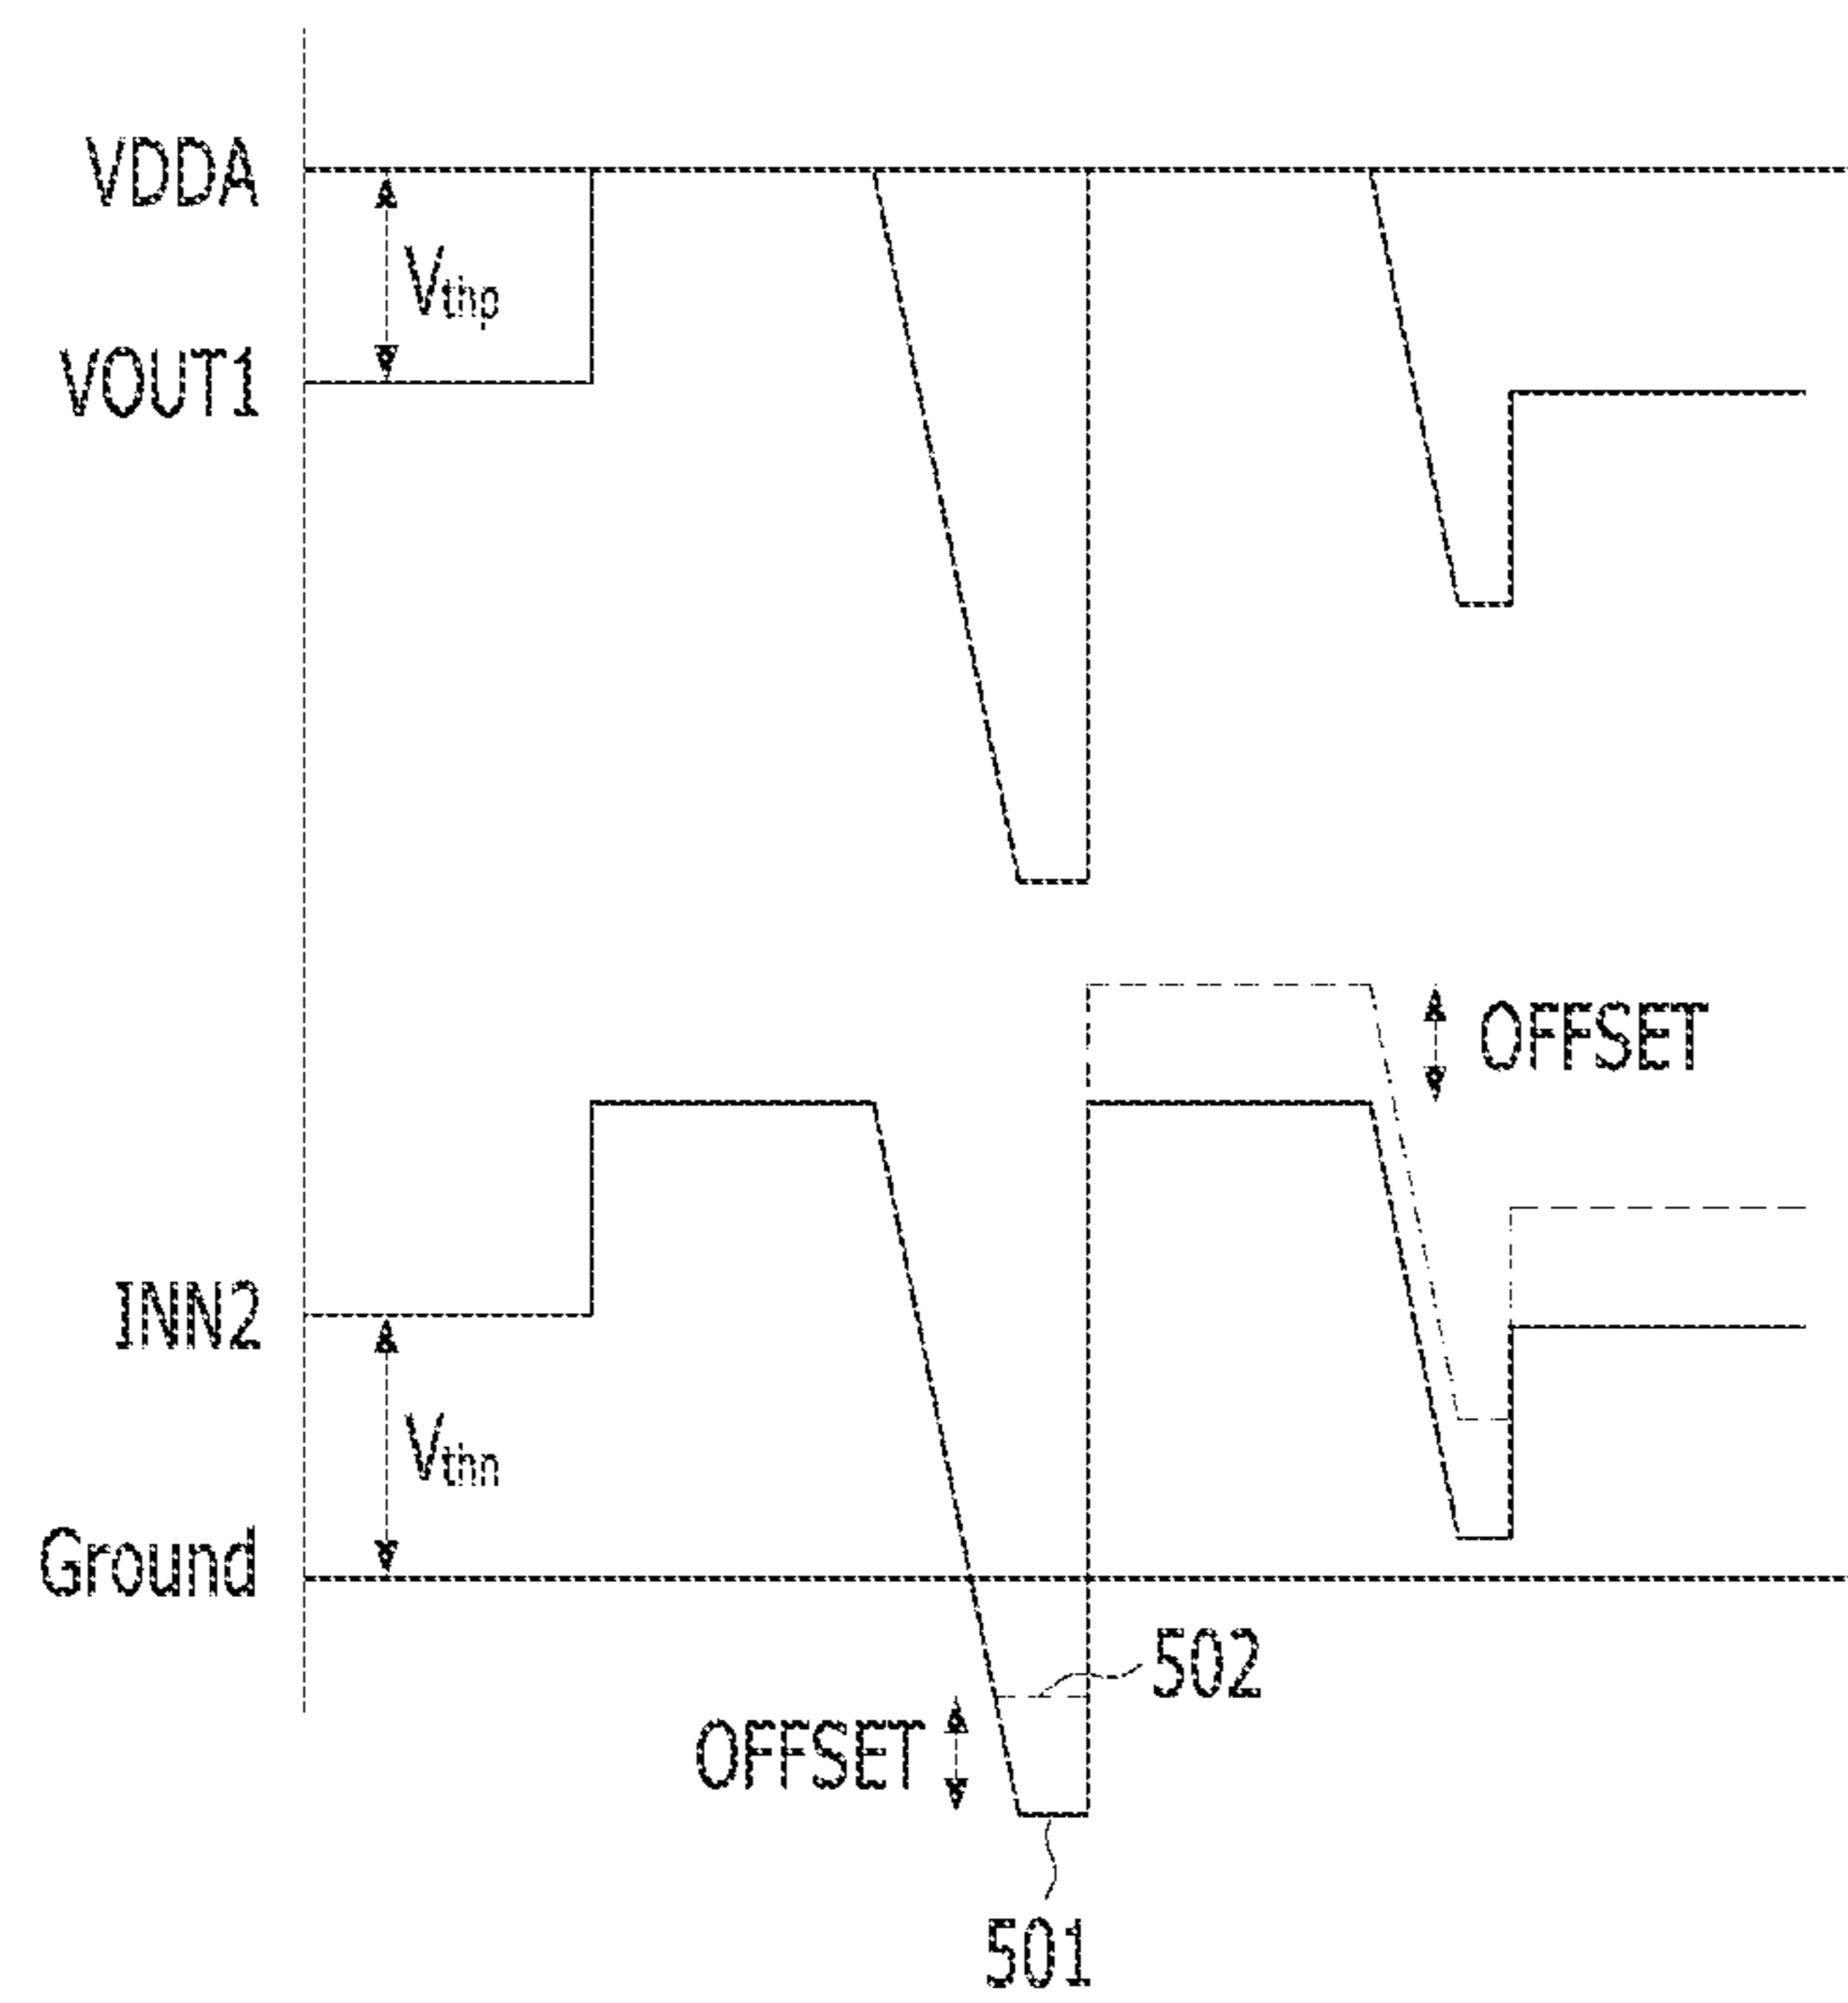 VDDA
Vthp
VOUT1
OFFSET
INN2
Vthn
Ground
502
OFFSET
501